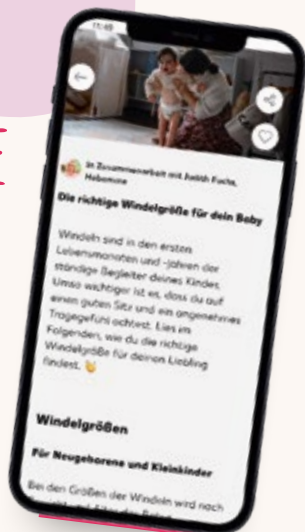 11:45
In Zusammenarbeit mit Judith Fuchs,
Hebamme
Die richtige Windelgröße für dein Baby
Windeln sind in den ersten
Lebensmonaten und -jahren der
ständige Begleiter deines Kindes.
Umso wichtiger ist es, dass du auf
einen guten Sitz und ein angenehmes
Tragegefühl achtest. Lies im
Folgenden, wie du die richtige
Windelgröße für deinen Liebling
findest. 👋
Windelgrößen
Für Neugeborene und Kleinkinder
Bei den Größen der Windeln wird nach